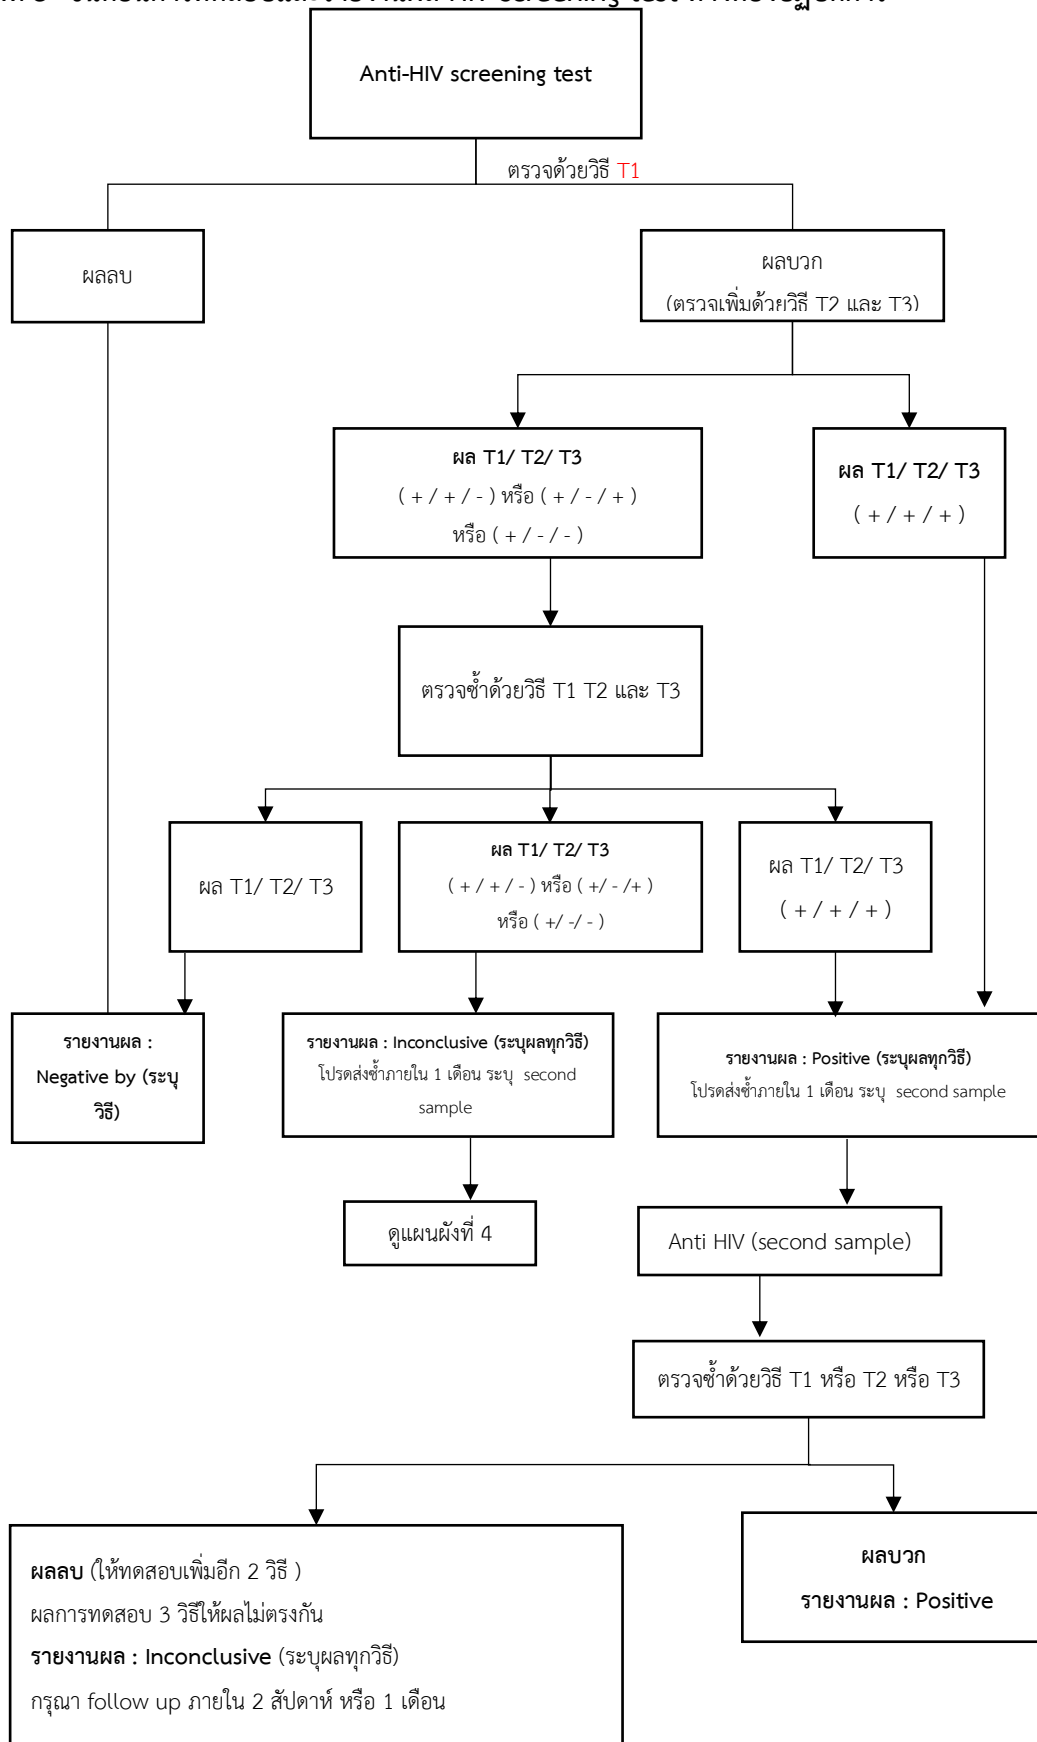 Anti-HIV screening test
ตรวจด้วยวิธี T1
ผลลบ
ผลบวก
(ตรวจเพิ่มด้วยวิธี T2 และ T3)
ผล T1/ T2/ T3
( + / + / - ) หรือ ( + / - / + )
หรือ ( + / - / - )
ผล T1/ T2/ T3
( + / + / + )
ตรวจซ้ำด้วยวิธี T1 T2 และ T3
ผล T1/ T2/ T3
ผล T1/ T2/ T3
( + / + / - ) หรือ ( +/ - /+ )
หรือ ( +/ -/ - )
ผล T1/ T2/ T3
( + / + / + )
รายงานผล :
Negative by (ระบุ
วิธี)
รายงานผล : Inconclusive (ระบุผลทุกวิธี)
โปรดส่งซ้ำภายใน 1 เดือน ระบุ second
sample
รายงานผล : Positive (ระบุผลทุกวิธี)
โปรดส่งซ้ำภายใน 1 เดือน ระบุ second sample
ดูแผนผังที่ 4
Anti HIV (second sample)
ตรวจซ้ำด้วยวิธี T1 หรือ T2 หรือ T3
ผลลบ (ให้ทดสอบเพิ่มอีก 2 วิธี )
ผลการทดสอบ 3 วิธีให้ผลไม่ตรงกัน
รายงานผล : Inconclusive (ระบุผลทุกวิธี)
กรุณา follow up ภายใน 2 สัปดาห์ หรือ 1 เดือน
ผลบวก
รายงานผล : Positive